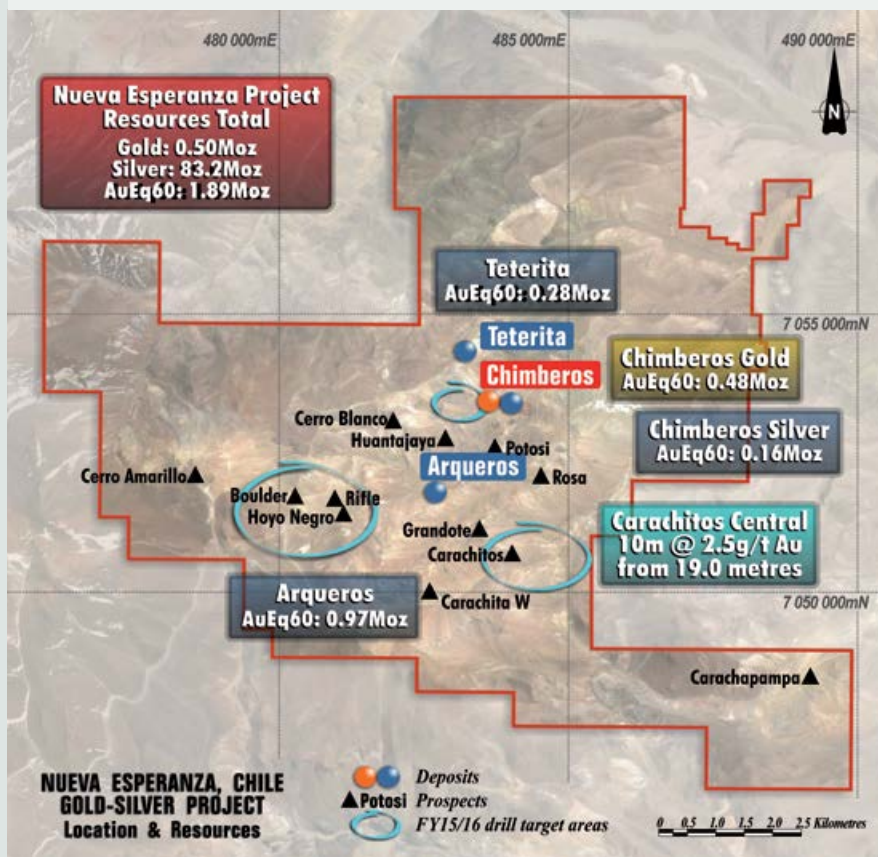 480 000mE
485 000mE
490 000mE
Nueva Esperanza Project
Resources Total
Gold: 0.50Moz
Silver: 83.2Moz
AuEq60: 1.89Moz
N
Teterita
AuEq60: 0.28Moz
7 055 000mN
Teterita
Chimberos
Chimberos Gold
AuEq60: 0.48Moz
Cerro Blanco
Huantajaya
Potosi
Chimberos Silver
AuEq60: 0.16Moz
Cerro Amarillo
Arqueros
Rosa
Boulder
Rifle
Hoyo Negro
Grandote
Carachitos
Carachitos Central
10m @ 2.5g/t Au
from 19.0 metres
Arqueros
AuEq60: 0.97Moz
Carachita W
7 050 000mN
Carachapampa
NUEVA ESPERANZA, CHILE
GOLD-SILVER PROJECT
Location & Resources
Deposits
Potosi Prospects
FY15/16 drill target areas
0 0.5 1.0 2.0 2.5 Kilometres